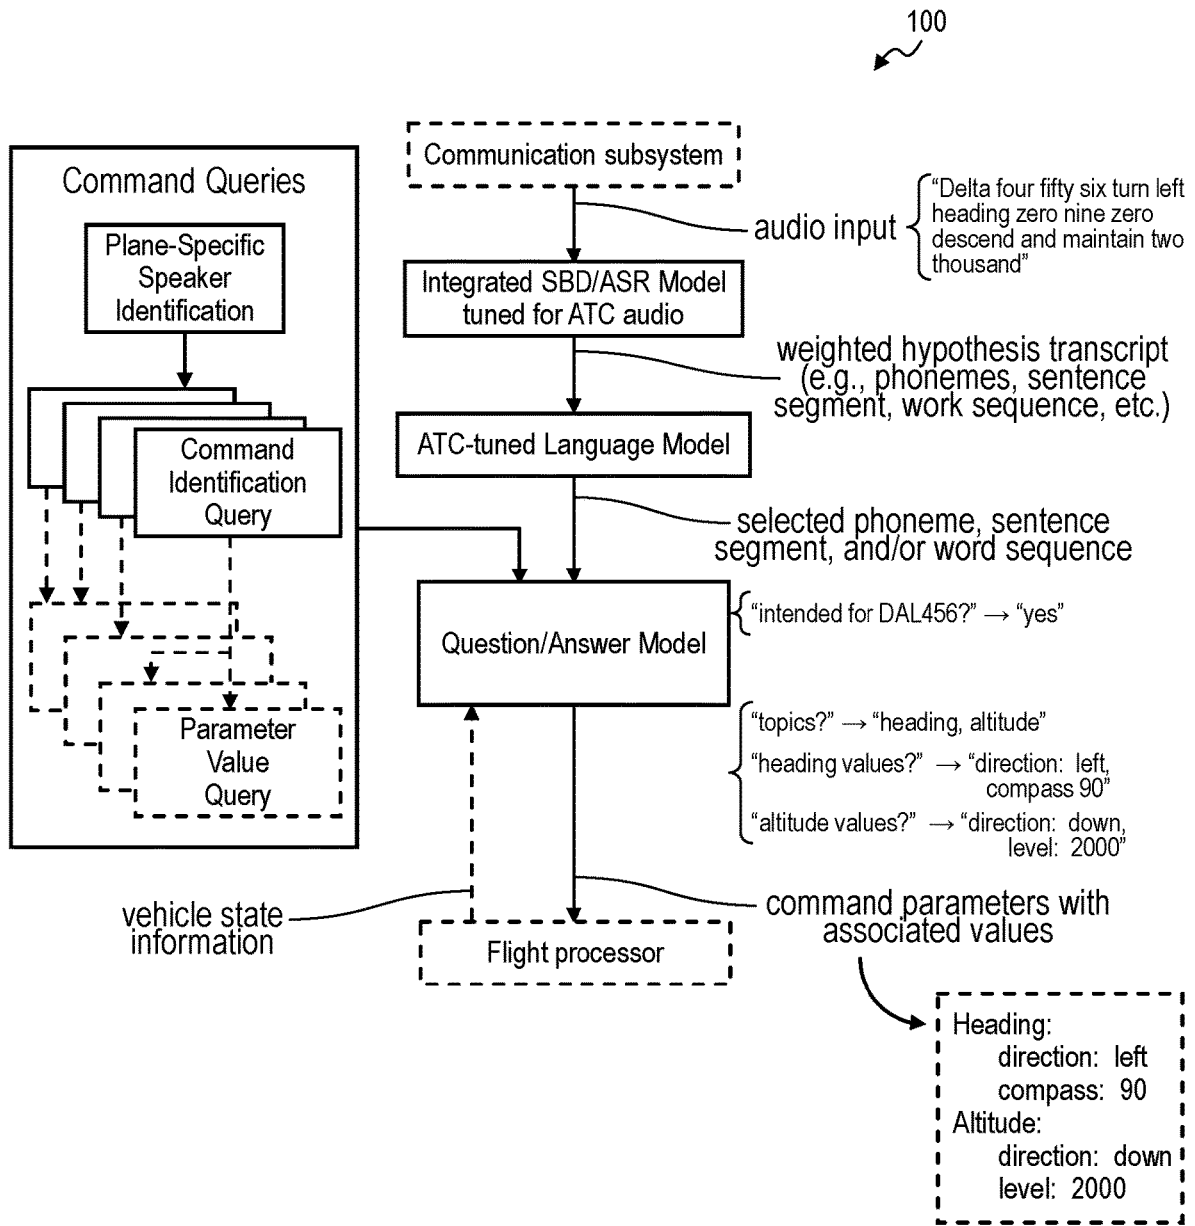 100
Communication subsystem
audio input
“Delta four fifty six turn left
heading zero nine zero
descend and maintain two
thousand”
Command Queries
Plane-Specific
Speaker
Identification
Command
Identification
Query
Parameter
Value
Query
Integrated SBD/ASR Model
tuned for ATC audio
weighted hypothesis transcript
(e.g., phonemes, sentence
segment, work sequence, etc.)
ATC-tuned Language Model
selected phoneme, sentence
segment, and/or word sequence
Question/Answer Model
“intended for DAL456?” → “yes”
“topics?” → “heading, altitude”
“heading values?” → “direction: left,
compass 90”
“altitude values?” → “direction: down,
level: 2000”
vehicle state
information
command parameters with
associated values
Flight processor
Heading:
direction: left
compass: 90
Altitude:
direction: down
level: 2000